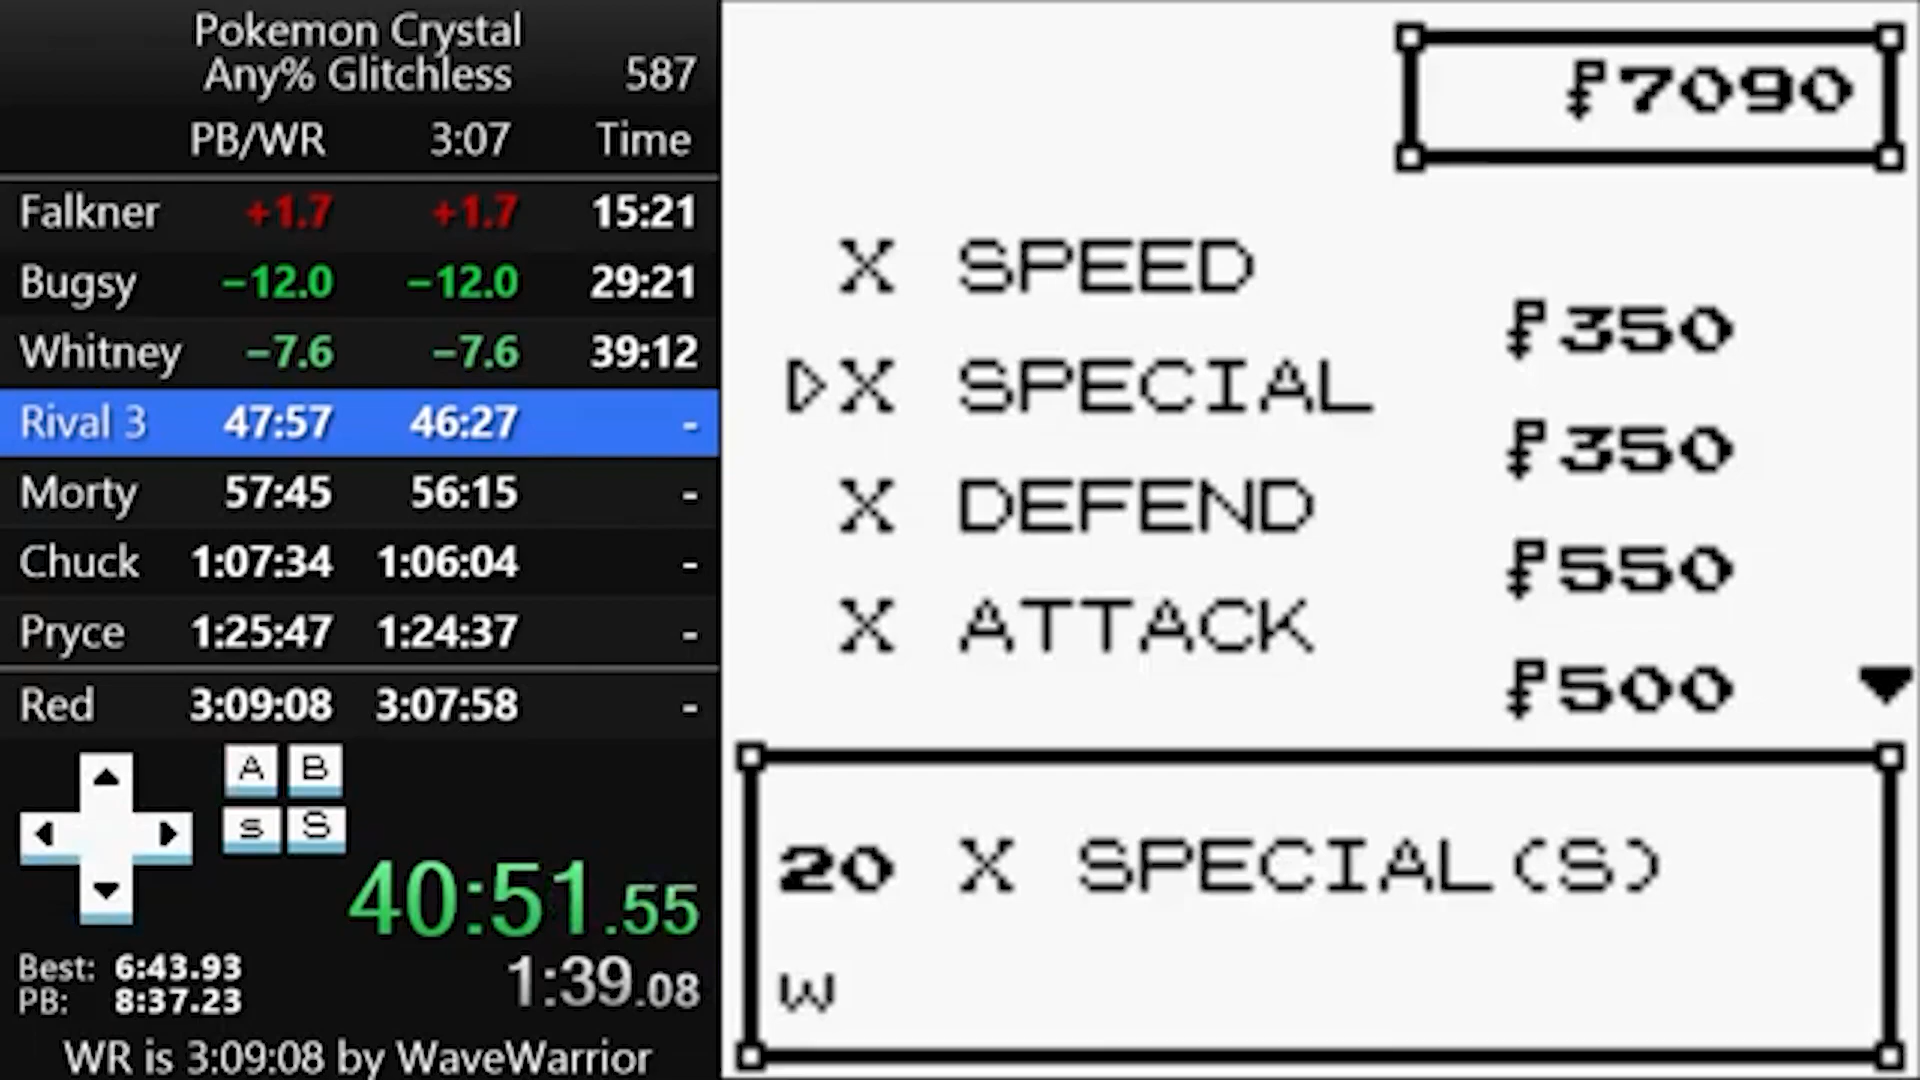 Pokemon Crystal
Any% Glitchless 587
PB/WR 3:07 Time
Falkner +1.7 +1.7 15:21
Bugsy −12.0 −12.0 29:21
Whitney −7.6 −7.6 39:12
Rival 3 47:57 46:27 -
Morty 57:45 56:15 -
Chuck 1:07:34 1:06:04 -
Pryce 1:25:47 1:24:37 -
Red 3:09:08 3:07:58 -
A B
s S
40:51.55
Best: 6:43.93
PB: 8:37.23
1:39.08
WR is 3:09:08 by WaveWarrior
₽7090
X SPEED
₽350
▷X SPECIAL
₽350
X DEFEND
₽550
X ATTACK
₽500
20 X SPECIAL(S)
w